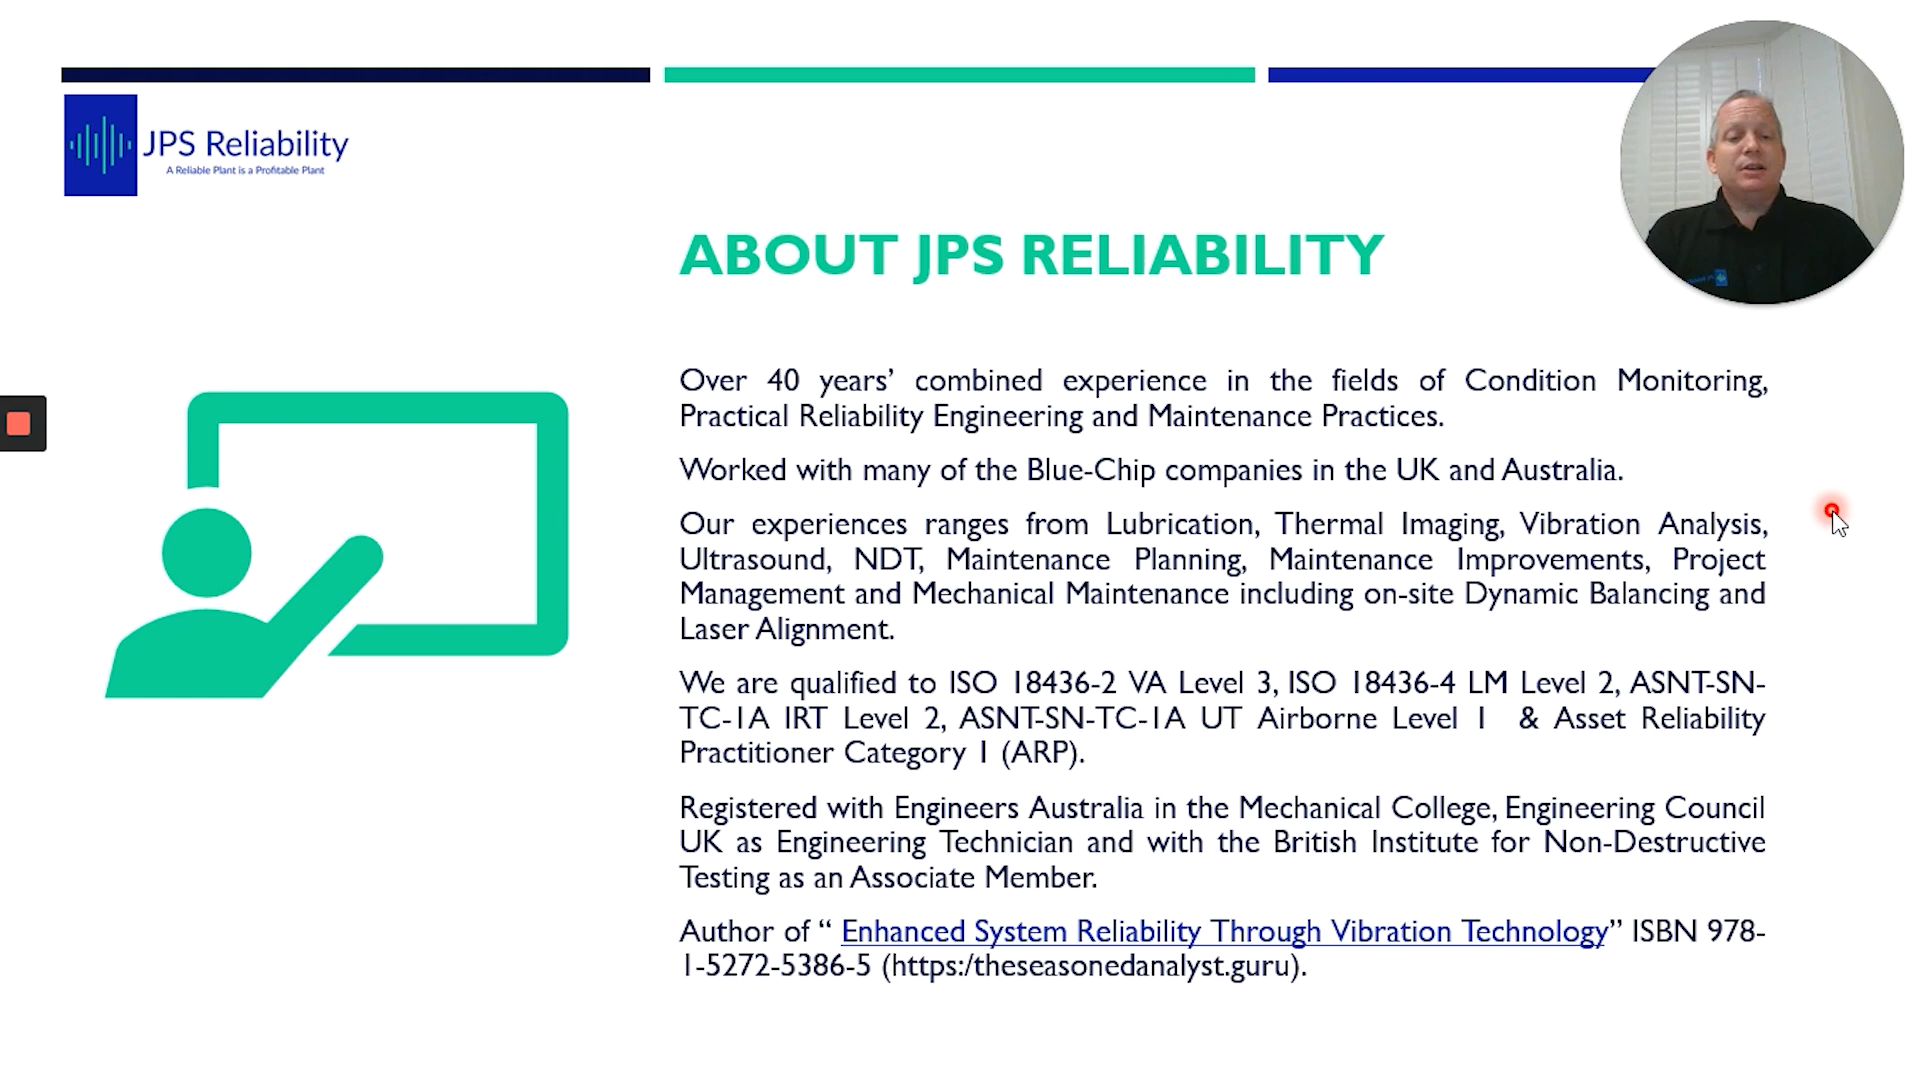 JPS Reliability
A Reliable Plant is a Profitable Plant
ABOUT JPS RELIABILITY
Over 40 years’ combined experience in the fields of Condition Monitoring,
Practical Reliability Engineering and Maintenance Practices.
Worked with many of the Blue-Chip companies in the UK and Australia.
Our experiences ranges from Lubrication, Thermal Imaging, Vibration Analysis,
Ultrasound, NDT, Maintenance Planning, Maintenance Improvements, Project
Management and Mechanical Maintenance including on-site Dynamic Balancing and
Laser Alignment.
We are qualified to ISO 18436-2 VA Level 3, ISO 18436-4 LM Level 2, ASNT-SN-
TC-1A IRT Level 2, ASNT-SN-TC-1A UT Airborne Level 1 & Asset Reliability
Practitioner Category 1 (ARP).
Registered with Engineers Australia in the Mechanical College, Engineering Council
UK as Engineering Technician and with the British Institute for Non-Destructive
Testing as an Associate Member.
Author of “ Enhanced System Reliability Through Vibration Technology” ISBN 978-
1-5272-5386-5 (https:/theseasonedanalyst.guru).